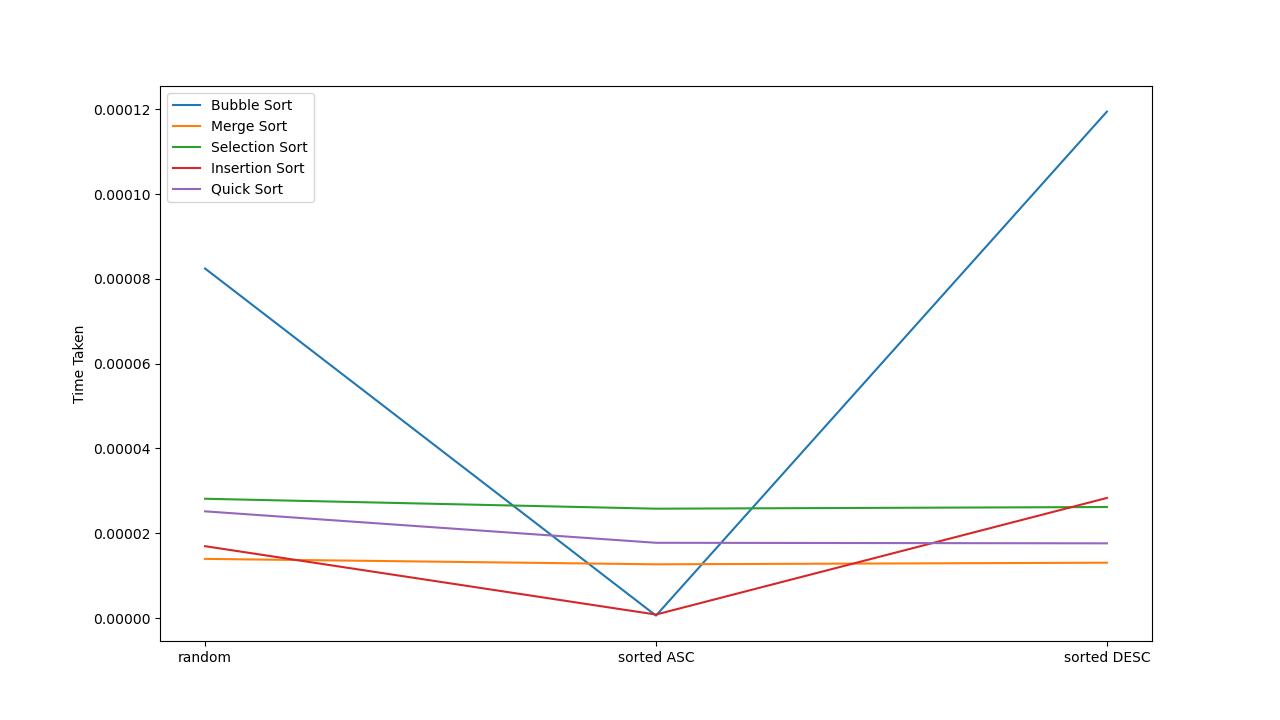 Bubble Sort
Merge Sort
Selection Sort
Insertion Sort
Quick Sort
0.00012
0.00010
0.00008
0.00006
0.00004
0.00002
0.00000
Time Taken
random
sorted ASC
sorted DESC